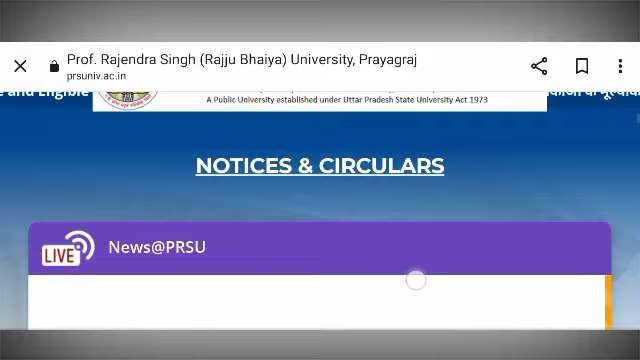 Prof. Rajendra Singh (Rajju Bhaiya) University, Prayagraj
prsuniv.ac.in
and Eligible
A Public University established under Uttar Pradesh State University Act 1973
NOTICES & CIRCULARS
LIVE
News@PRSU